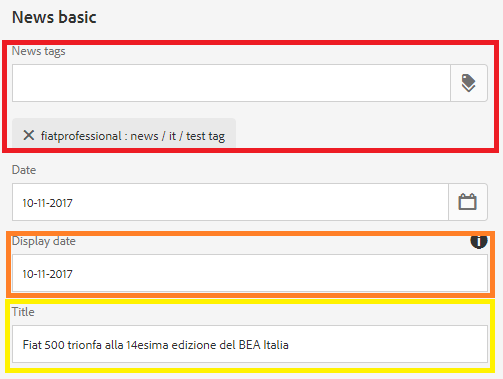 News basic
News tags
fiatprofessional : news / it / test tag
Date
10-11-2017
Display date
10-11-2017
Title
Fiat 500 trionfa alla 14esima edizione del BEA Italia